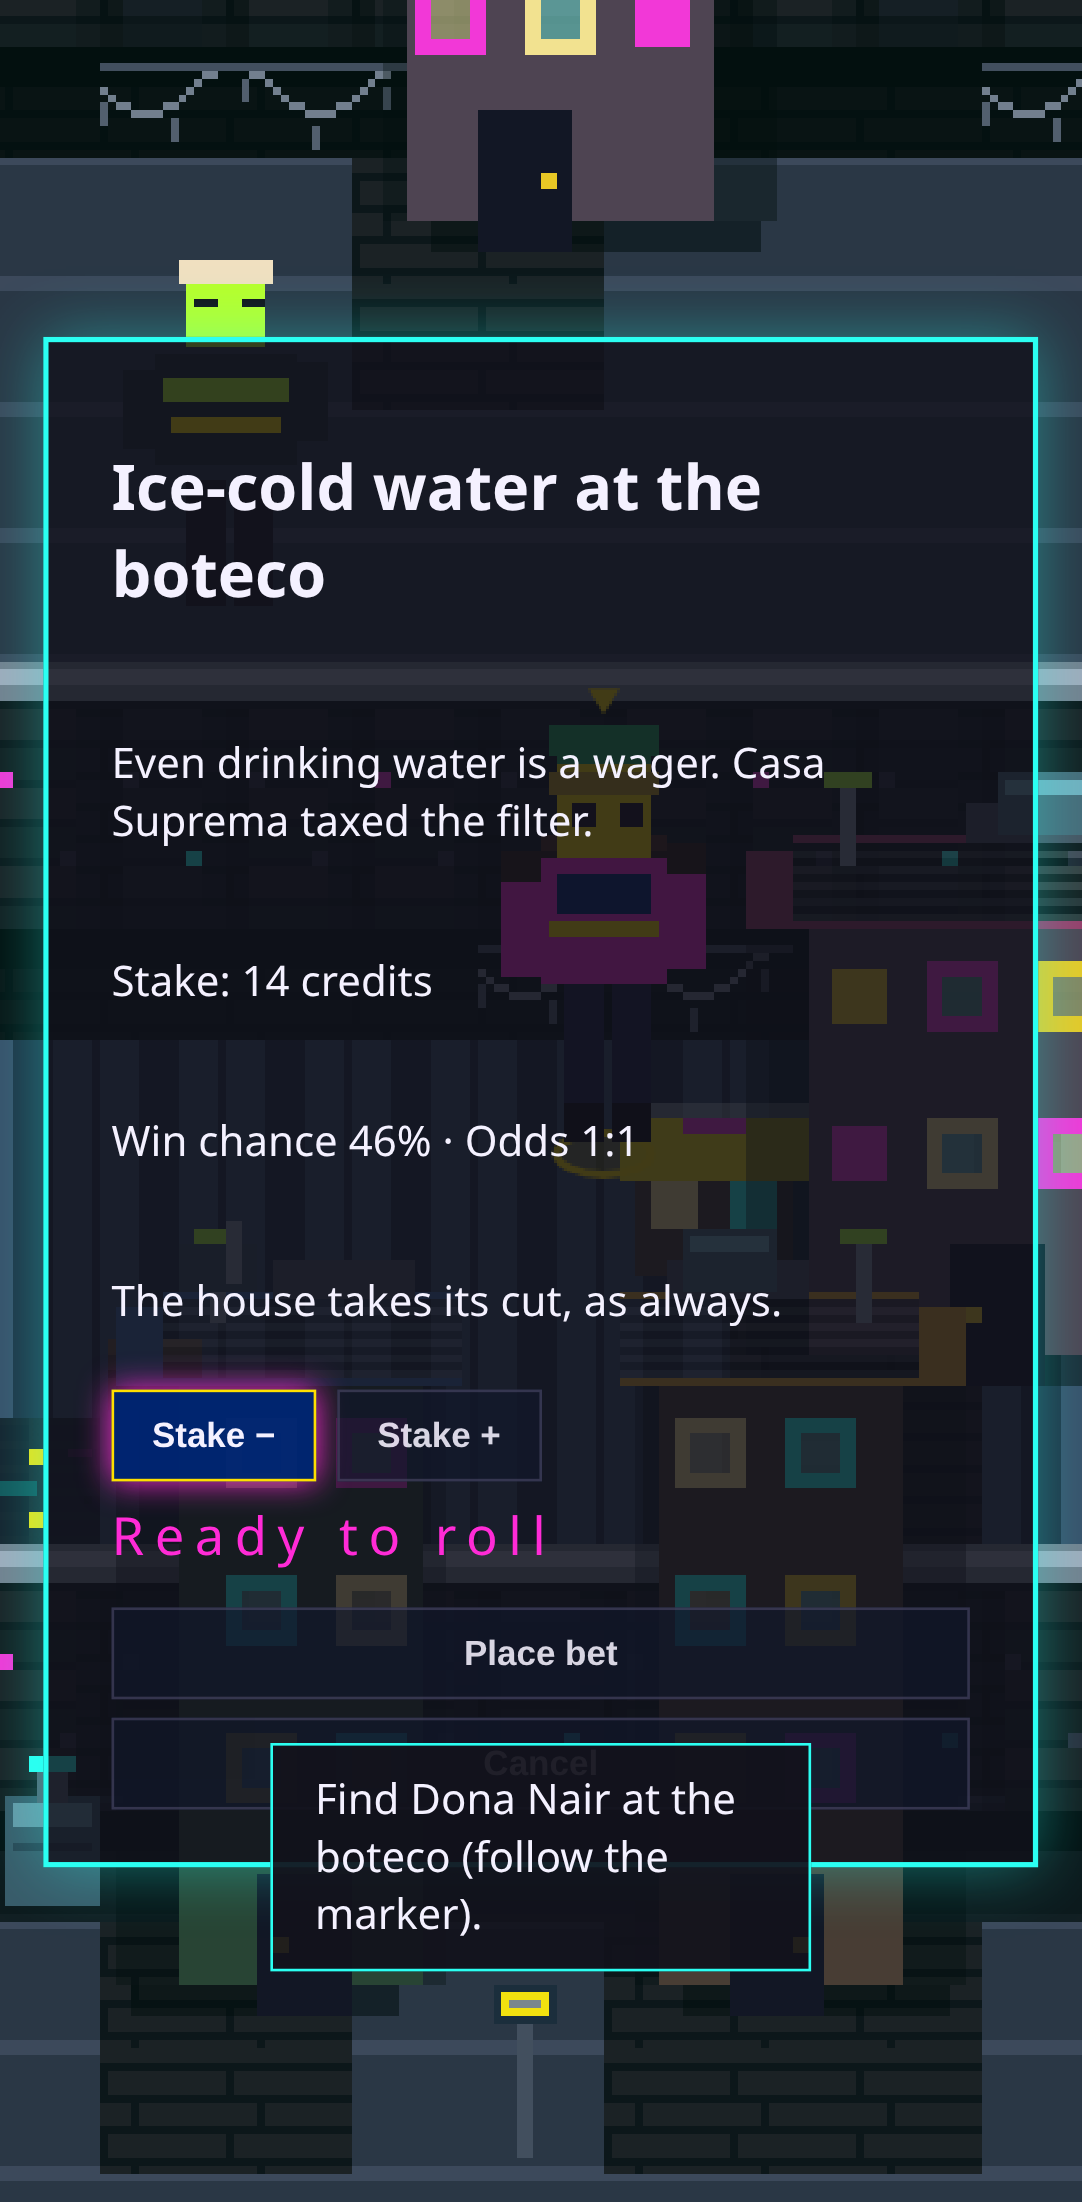 Ice-cold water at the
boteco
Even drinking water is a wager. Casa
Suprema taxed the filter.
Stake: 14 credits
Win chance 46% · Odds 1:1
The house takes its cut, as always.
Stake − Stake +
Ready to roll
Place bet
Cancel
Find Dona Nair at the
boteco (follow the
marker).